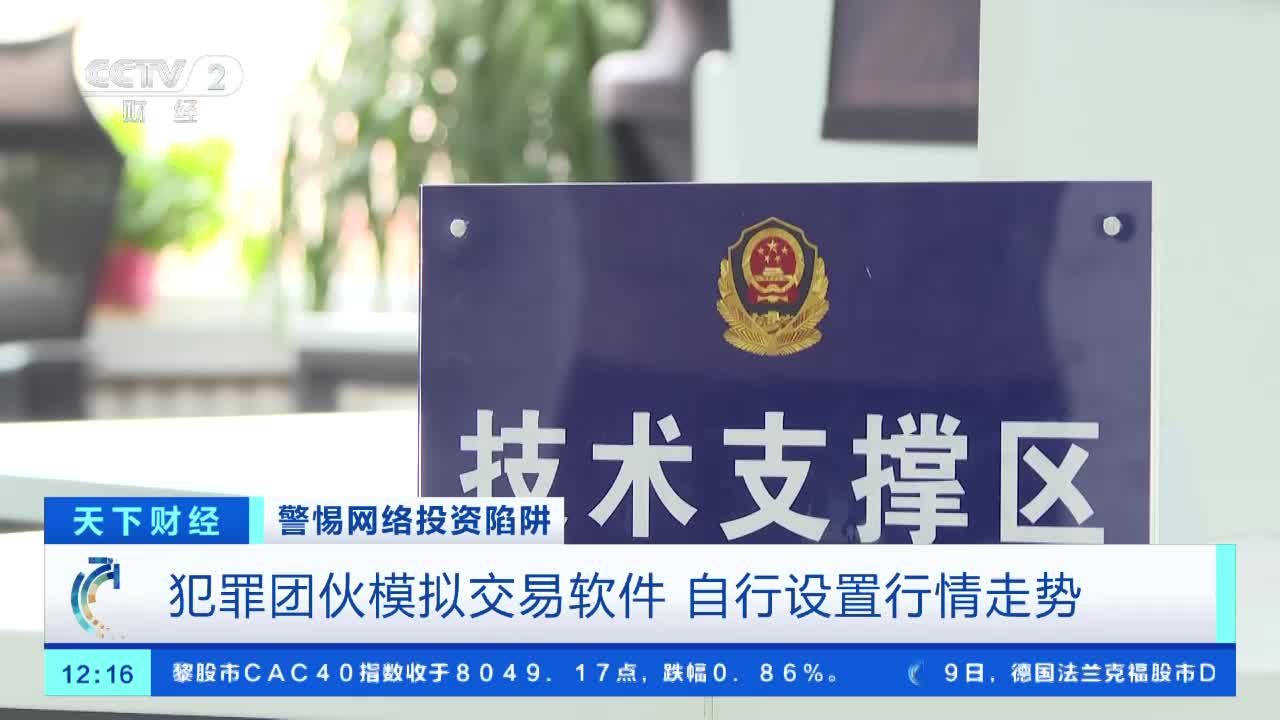 CCTV 2
财经
技术支撑区
天下财经
警惕网络投资陷阱
犯罪团伙模拟交易软件 自行设置行情走势
12:16
黎股市CAC40指数收于8049.17点，跌幅0.86%。
9日，德国法兰克福股市D